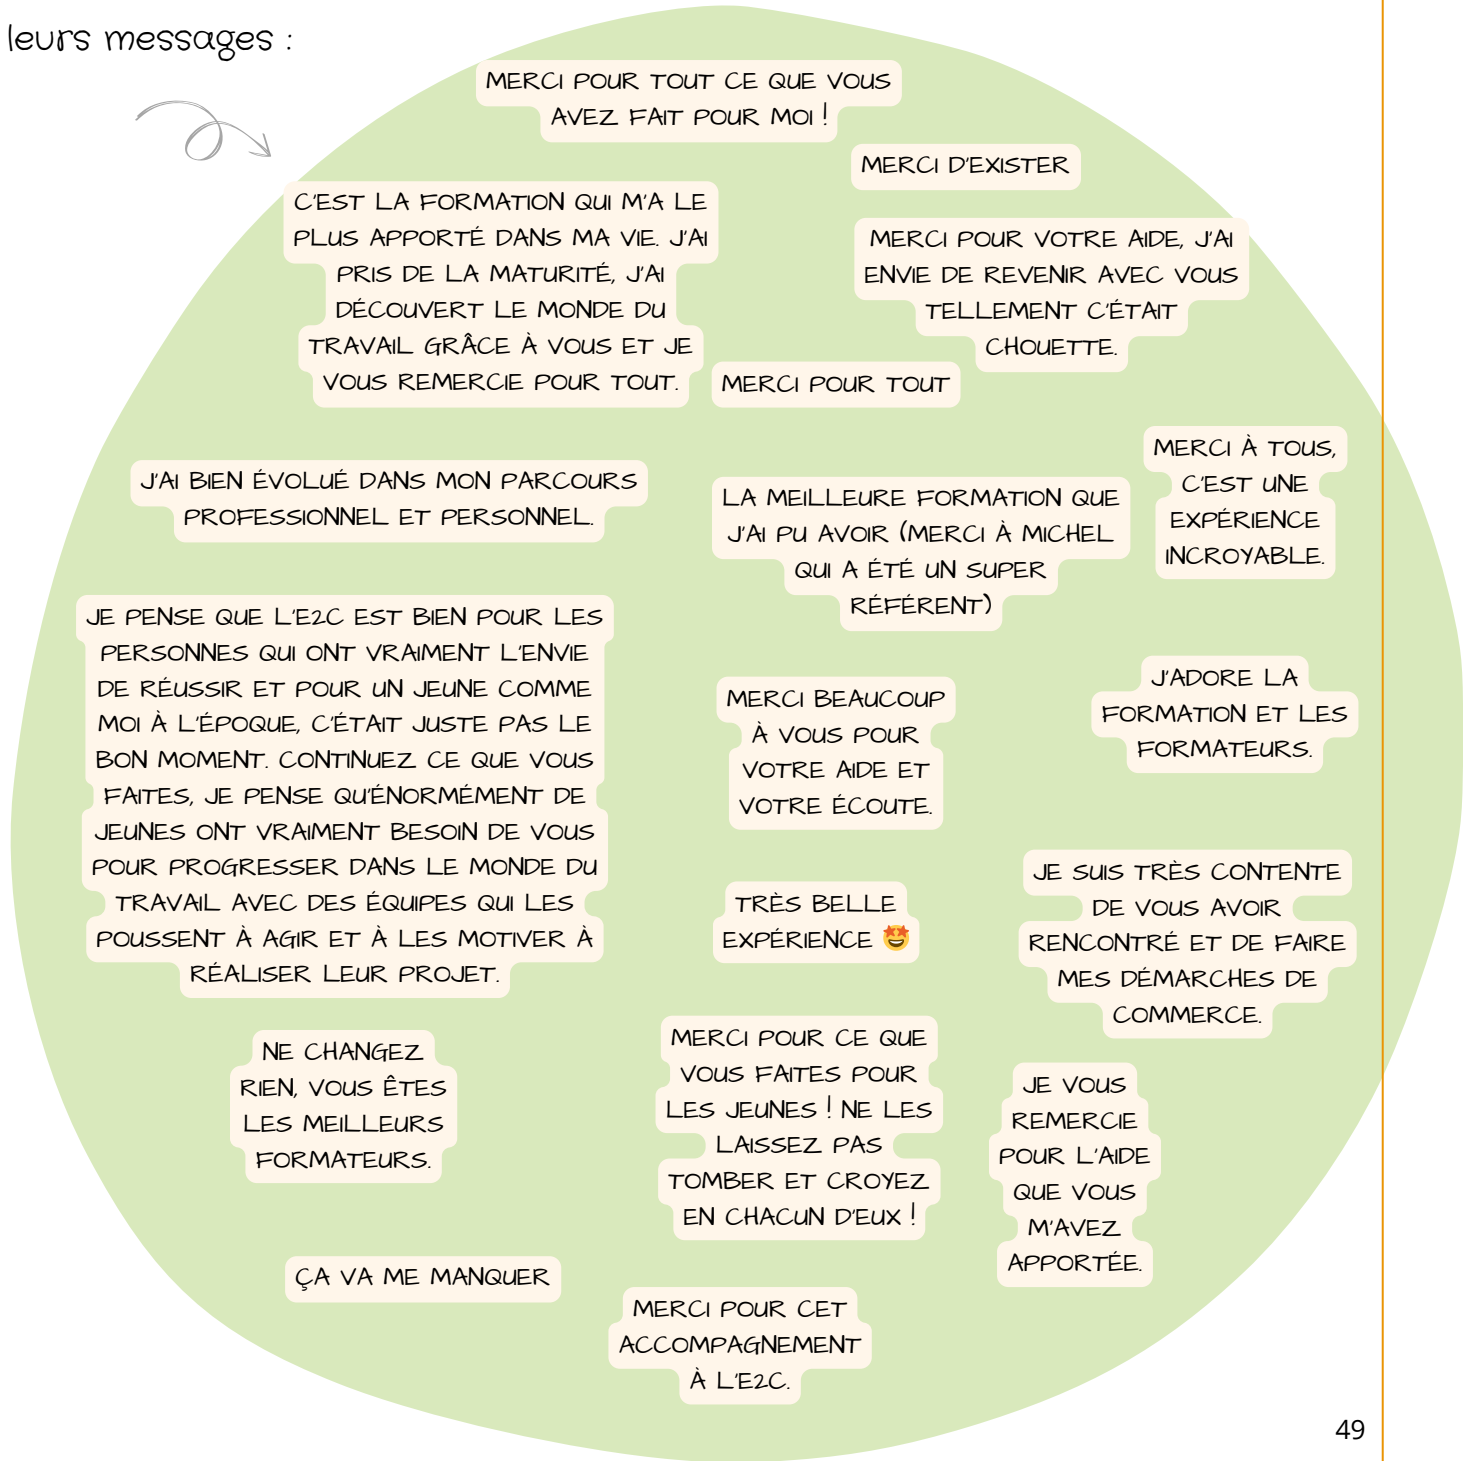 leurs messages :
MERCI POUR TOUT CE QUE VOUS
AVEZ FAIT POUR MOI !
MERCI D'EXISTER
C'EST LA FORMATION QUI M'A LE
PLUS APPORTÉ DANS MA VIE. J'AI
PRIS DE LA MATURITÉ, J'AI
DÉCOUVERT LE MONDE DU
TRAVAIL GRÂCE À VOUS ET JE
VOUS REMERCIE POUR TOUT.
MERCI POUR VOTRE AIDE, J'AI
ENVIE DE REVENIR AVEC VOUS
TELLEMENT C'ÉTAIT
CHOUETTE.
MERCI POUR TOUT
J'AI BIEN ÉVOLUÉ DANS MON PARCOURS
PROFESSIONNEL ET PERSONNEL.
LA MEILLEURE FORMATION QUE
J'AI PU AVOIR (MERCI À MICHEL
QUI A ÉTÉ UN SUPER
RÉFÉRENT)
MERCI À TOUS,
C'EST UNE
EXPÉRIENCE
INCROYABLE.
JE PENSE QUE L'E2C EST BIEN POUR LES
PERSONNES QUI ONT VRAIMENT L'ENVIE
DE RÉUSSIR ET POUR UN JEUNE COMME
MOI À L'ÉPOQUE, C'ÉTAIT JUSTE PAS LE
BON MOMENT. CONTINUEZ CE QUE VOUS
FAITES, JE PENSE QU'ÉNORMÉMENT DE
JEUNES ONT VRAIMENT BESOIN DE VOUS
POUR PROGRESSER DANS LE MONDE DU
TRAVAIL AVEC DES ÉQUIPES QUI LES
POUSSENT À AGIR ET À LES MOTIVER À
RÉALISER LEUR PROJET.
MERCI BEAUCOUP
À VOUS POUR
VOTRE AIDE ET
VOTRE ÉCOUTE.
J'ADORE LA
FORMATION ET LES
FORMATEURS.
TRÈS BELLE
EXPÉRIENCE 🤩
JE SUIS TRÈS CONTENTE
DE VOUS AVOIR
RENCONTRÉ ET DE FAIRE
MES DÉMARCHES DE
COMMERCE.
NE CHANGEZ
RIEN, VOUS ÊTES
LES MEILLEURS
FORMATEURS.
MERCI POUR CE QUE
VOUS FAITES POUR
LES JEUNES ! NE LES
LAISSEZ PAS
TOMBER ET CROYEZ
EN CHACUN D'EUX !
JE VOUS
REMERCIE
POUR L'AIDE
QUE VOUS
M'AVEZ
APPORTÉE.
ÇA VA ME MANQUER
MERCI POUR CET
ACCOMPAGNEMENT
À L'E2C.
49